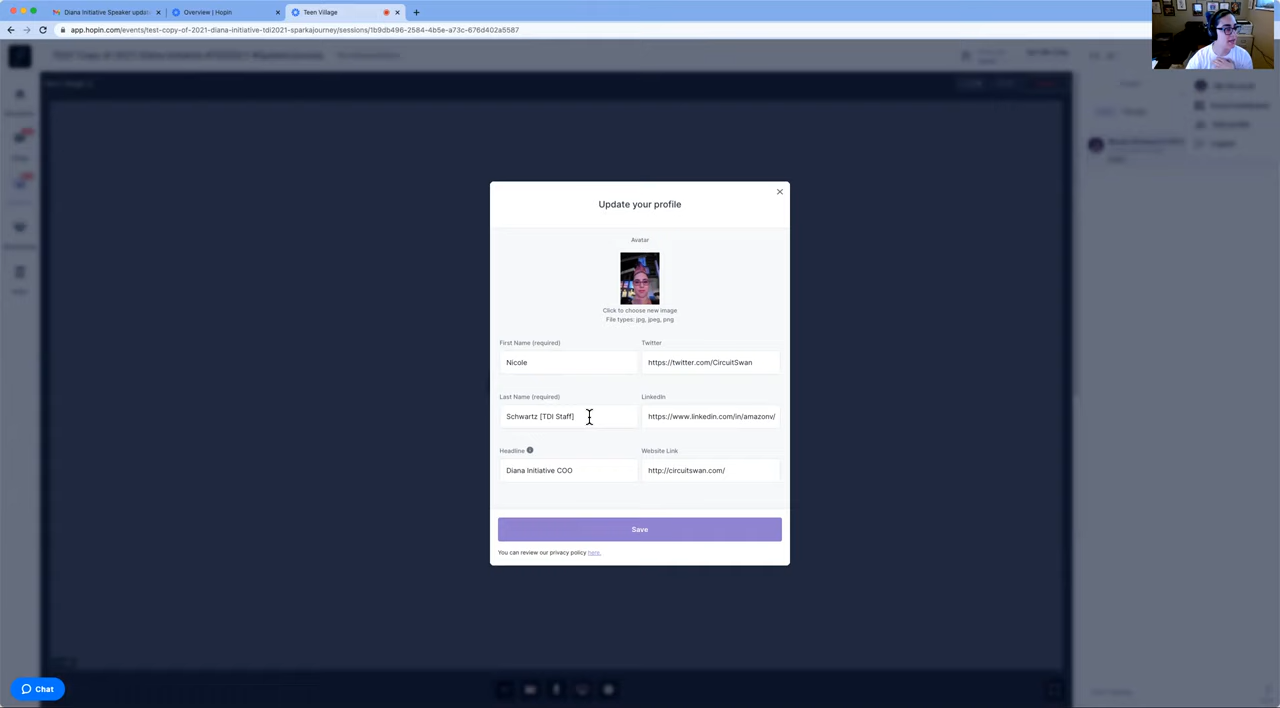 Diana Initiative Speaker updat
Overview | Hopin
Teen Village
app.hopin.com/events/test-copy-of-2021-diana-initiative-tdi2021-sparkajourney/sessions/1b9db496-2584-4b5e-a73c-676d402a5587
Update your profile
Avatar
Click to choose new image
File types: jpg, jpeg, png
First Name (required)
Twitter
Nicole
https://twitter.com/CircuitSwan
Last Name (required)
Linkedin
Schwartz [TDI Staff]
https://www.linkedin.com/in/amazonv/
Headline
Website Link
Diana Initiative COO
http://circuitswan.com/
Save
You can review our privacy policy here.
Chat